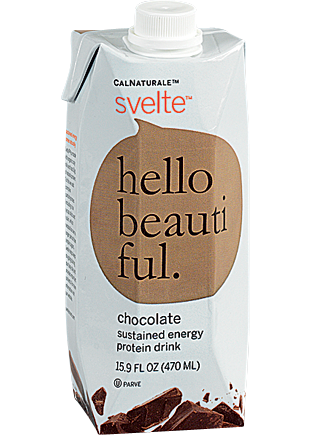 CALNATURALE™
svelte™
hello
beauti
ful.
chocolate
sustained energy
protein drink
15.9 FL OZ (470 ML)
Ⓤ PARVE